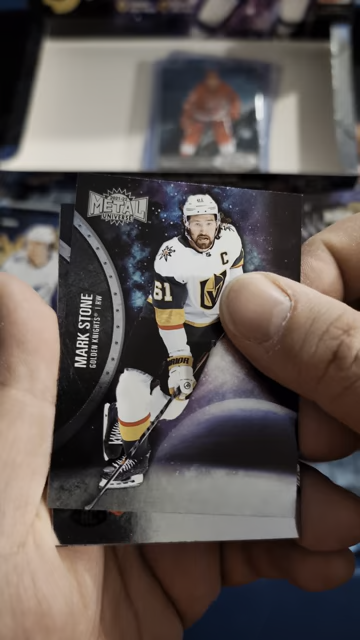 METAL
UNIVERSE
MARK STONE
GOLDEN KNIGHTS® | RW
C
61